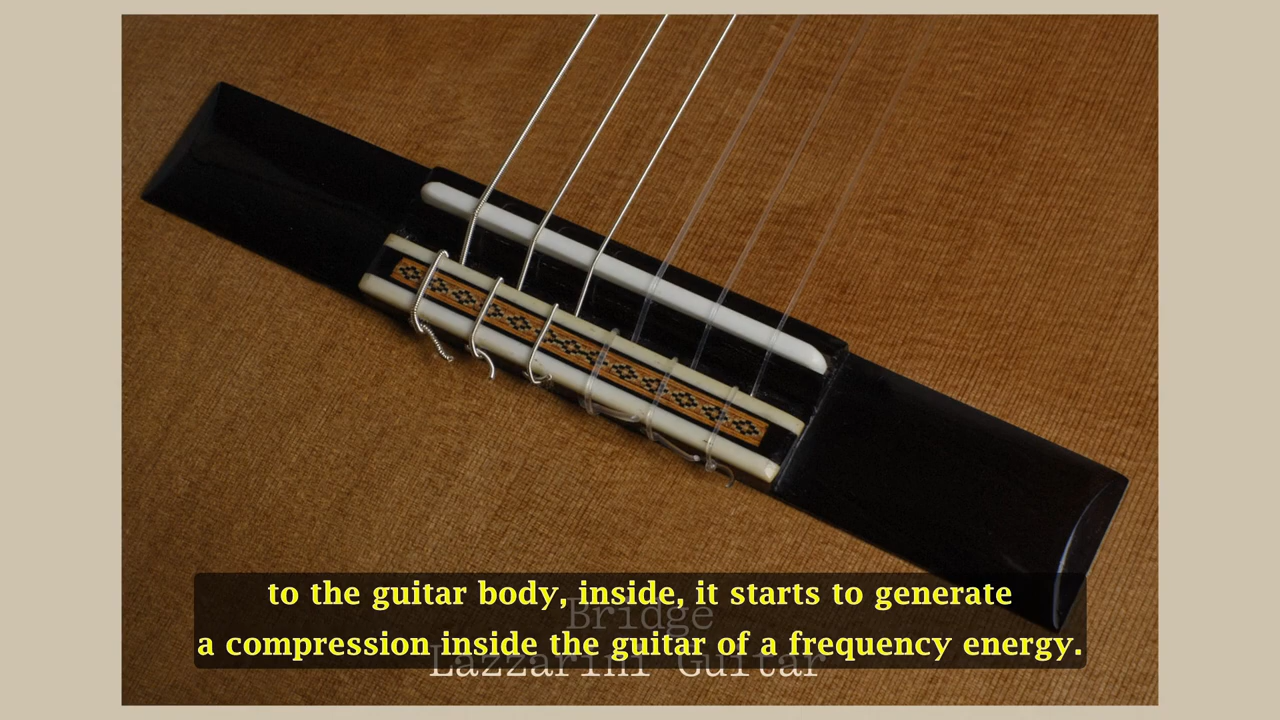 to the guitar body, inside, it starts to generate
a compression inside the guitar of a frequency energy.
Bridge
Lazzarini Guitar